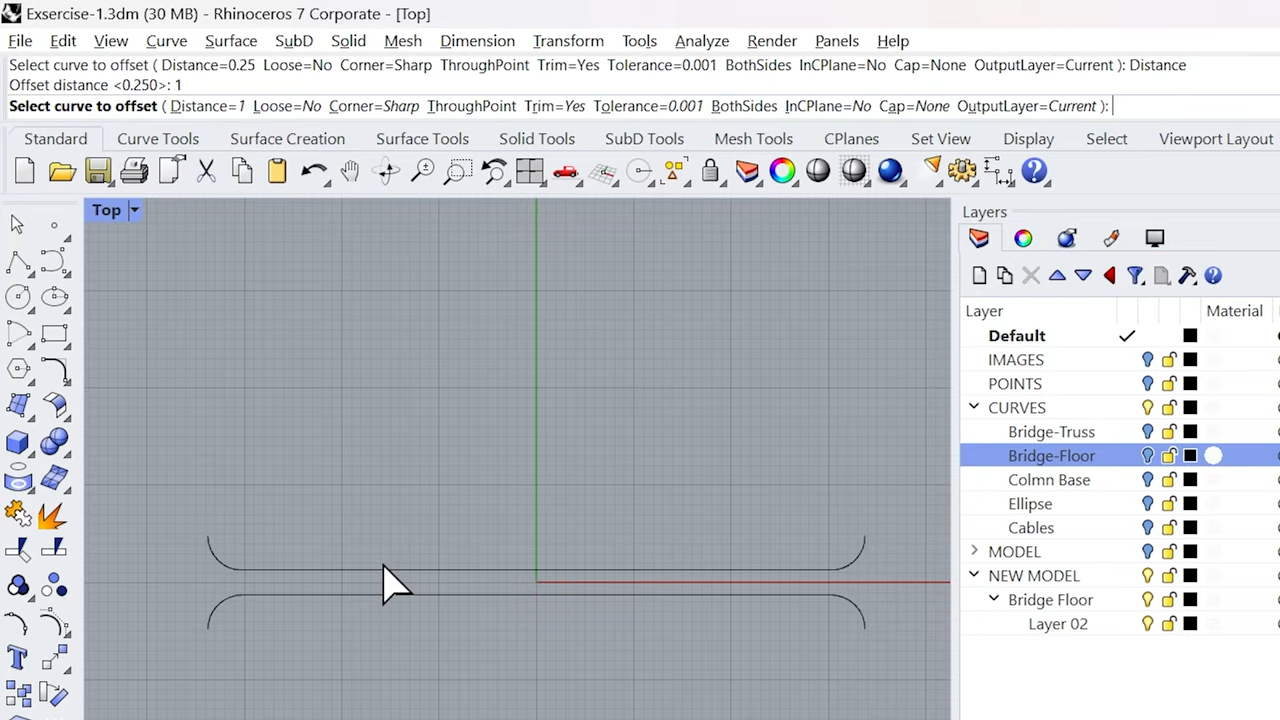 Exsercise-1.3dm (30 MB) - Rhinoceros 7 Corporate - [Top]
File Edit View Curve Surface SubD Solid Mesh Dimension Transform Tools Analyze Render Panels Help
Select curve to offset ( Distance=0.25 Loose=No Corner=Sharp ThroughPoint Trim=Yes Tolerance=0.001 BothSides InCPlane=No Cap=None OutputLayer=Current ): Distance
Offset distance <0.250>: 1
Select curve to offset ( Distance=1 Loose=No Corner=Sharp ThroughPoint Trim=Yes Tolerance=0.001 BothSides InCPlane=No Cap=None OutputLayer=Current ):
Standard Curve Tools Surface Creation Surface Tools Solid Tools SubD Tools Mesh Tools CPlanes Set View Display Select Viewport Layout
Top
Layers
Layer Material
Default
IMAGES
POINTS
CURVES
Bridge-Truss
Bridge-Floor
Colmn Base
Ellipse
Cables
MODEL
NEW MODEL
Bridge Floor
Layer 02